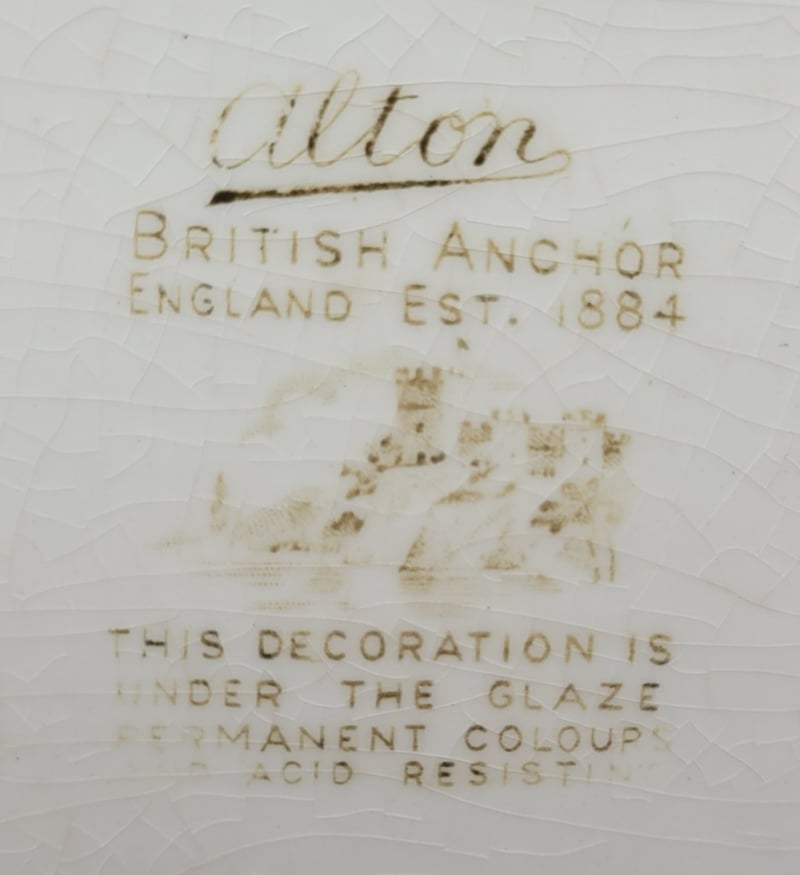 Alton
BRITISH ANCHOR
ENGLAND EST. 1884
THIS DECORATION IS
UNDER THE GLAZE
PERMANENT COLOURS
ACID RESISTING